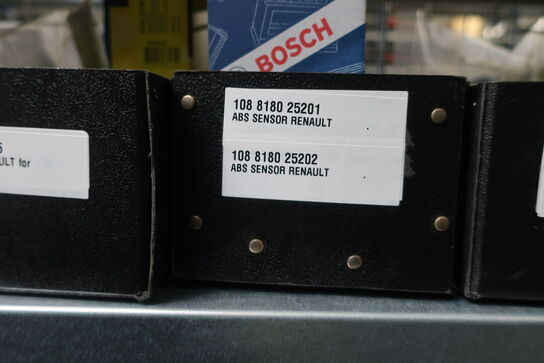 BOSCH
108 8180 25201
ABS SENSOR RENAULT
108 8180 25202
ABS SENSOR RENAULT
ULT for